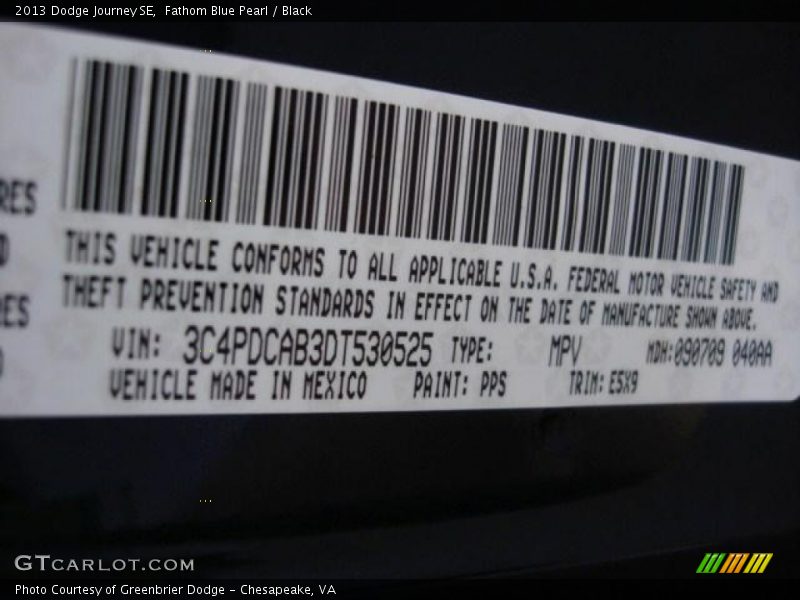 2013 Dodge Journey SE, Fathom Blue Pearl / Black
RES
THIS VEHICLE CONFORMS TO ALL APPLICABLE U.S.A. FEDERAL MOTOR VEHICLE SAFETY AND
THEFT PREVENTION STANDARDS IN EFFECT ON THE DATE OF MANUFACTURE SHOWN ABOVE.
VIN: 3C4PDCAB3DT530525 TYPE: MPV MDH:090709 040AA
VEHICLE MADE IN MEXICO PAINT: PPS TRIM: E5X9
GTCARLOT.COM
Photo Courtesy of Greenbrier Dodge - Chesapeake, VA